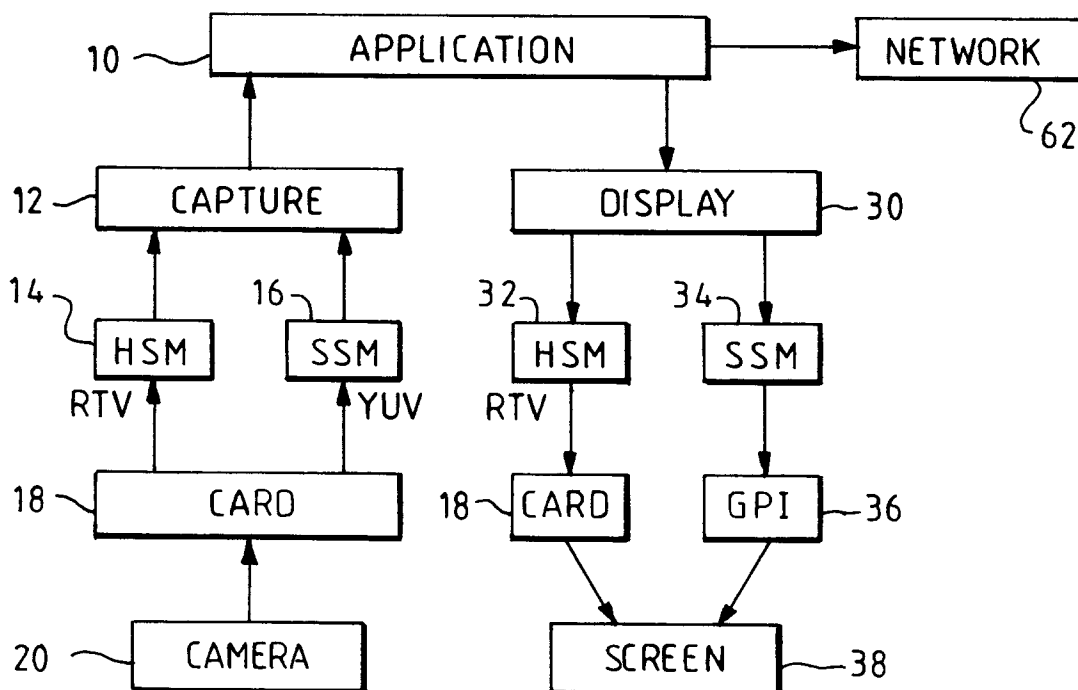 10 APPLICATION NETWORK
62
12 CAPTURE DISPLAY 30
14 16 32 34
HSM SSM HSM SSM
RTV YUV RTV
18 CARD 18 CARD GPI 36
20 CAMERA SCREEN 38